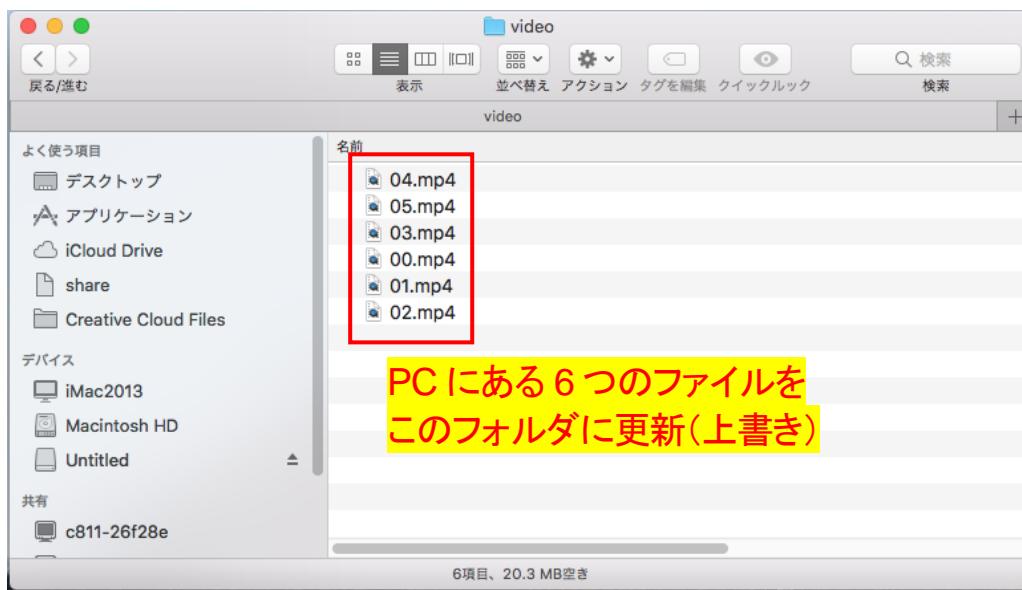 video
戻る/進む
表示
並べ替え
アクション
タグを編集
クイックルック
検索
検索
video
よく使う項目
デスクトップ
アプリケーション
iCloud Drive
share
Creative Cloud Files
デバイス
iMac2013
Macintosh HD
Untitled
共有
c811-26f28e
名前
04.mp4
05.mp4
03.mp4
00.mp4
01.mp4
02.mp4
PC にある 6 つのファイルを
このフォルダに更新(上書き)
6項目、20.3 MB空き